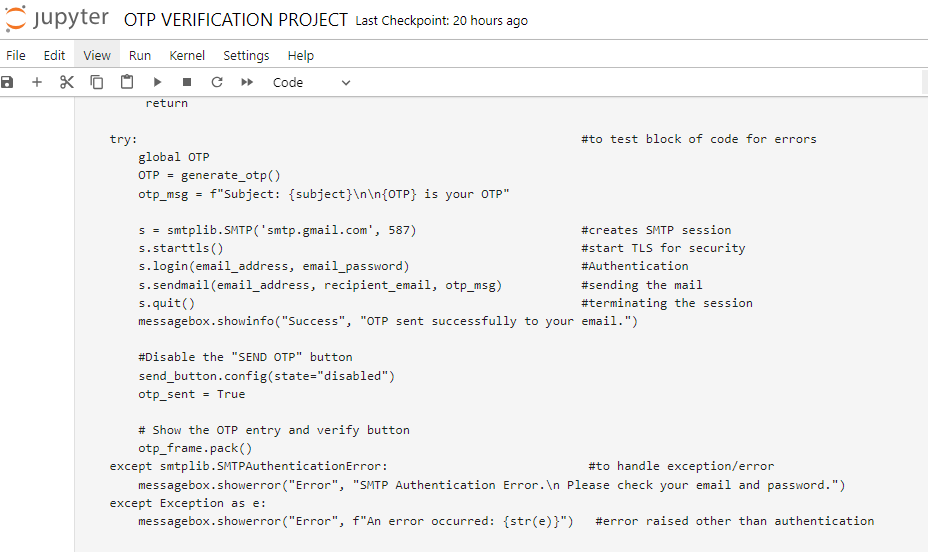 jupyter OTP VERIFICATION PROJECT Last Checkpoint: 20 hours ago
File Edit View Run Kernel Settings Help
Code
return
try: #to test block of code for errors
global OTP
OTP = generate_otp()
otp_msg = f"Subject: {subject}\n\n{OTP} is your OTP"
s = smtplib.SMTP('smtp.gmail.com', 587) #creates SMTP session
s.starttls() #start TLS for security
s.login(email_address, email_password) #Authentication
s.sendmail(email_address, recipient_email, otp_msg) #sending the mail
s.quit() #terminating the session
messagebox.showinfo("Success", "OTP sent successfully to your email.")
#Disable the "SEND OTP" button
send_button.config(state="disabled")
otp_sent = True
# Show the OTP entry and verify button
otp_frame.pack()
except smtplib.SMTPAuthenticationError: #to handle exception/error
messagebox.showerror("Error", "SMTP Authentication Error.\n Please check your email and password.")
except Exception as e:
messagebox.showerror("Error", f"An error occurred: {str(e)}") #error raised other than authentication